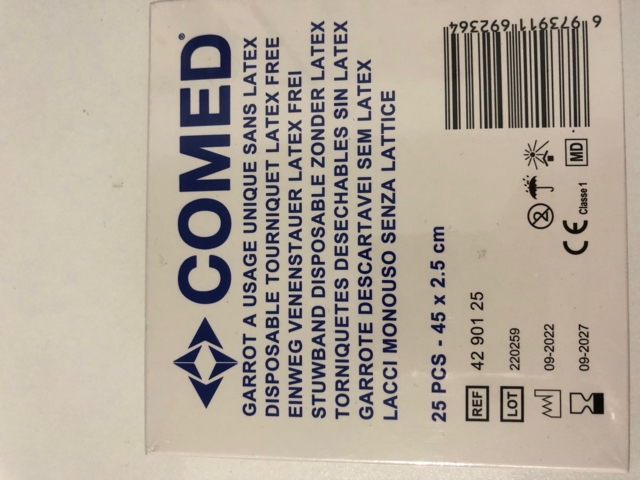 COMED®
GARROT A USAGE UNIQUE SANS LATEX
DISPOSABLE TOURNIQUET LATEX FREE
EINWEG VENENSTAUER LATEX FREI
STUWBAND DISPOSABLE ZONDER LATEX
TORNIQUETES DESECHABLES SIN LATEX
GARROTE DESCARTAVEI SEM LATEX
LACCI MONOUSO SENZA LATTICE
25 PCS - 45 x 2.5 cm
REF 42 901 25
LOT 220259
09-2022
09-2027
2
CE Classe 1
MD
6 973911 692364